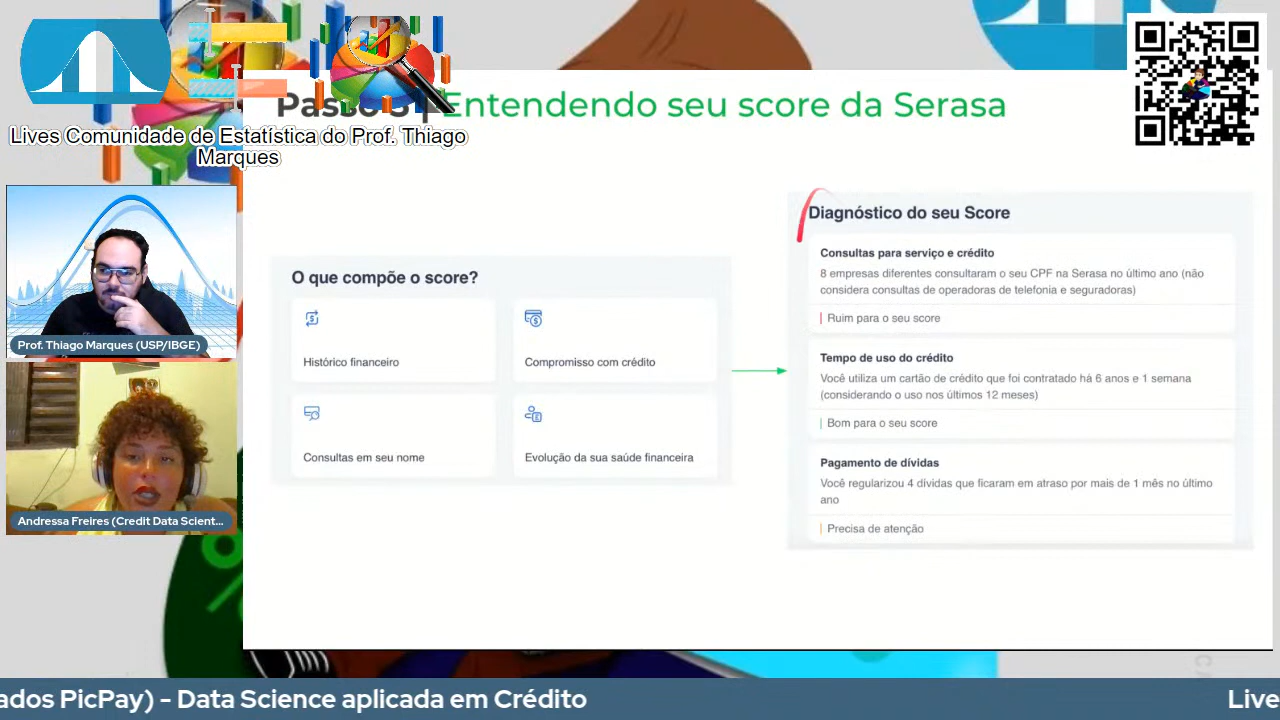 Entendendo seu score da Serasa
Lives Comunidade de Estatística do Prof. Thiago
Marques
Prof. Thiago Marques (USP/IBGE)
Andressa Freires (Credit Data Scient...
O que compõe o score?
Histórico financeiro
Compromisso com crédito
Consultas em seu nome
Evolução da sua saúde financeira
Diagnóstico do seu Score
Consultas para serviço e crédito
8 empresas diferentes consultaram o seu CPF na Serasa no último ano (não
considera consultas de operadoras de telefonia e seguradoras)
Ruim para o seu score
Tempo de uso do crédito
Você utiliza um cartão de crédito que foi contratado há 6 anos e 1 semana
(considerando o uso nos últimos 12 meses)
Bom para o seu score
Pagamento de dívidas
Você regularizou 4 dívidas que ficaram em atraso por mais de 1 mês no último
ano
Precisa de atenção
ados PicPay) - Data Science aplicada em Crédito
Live